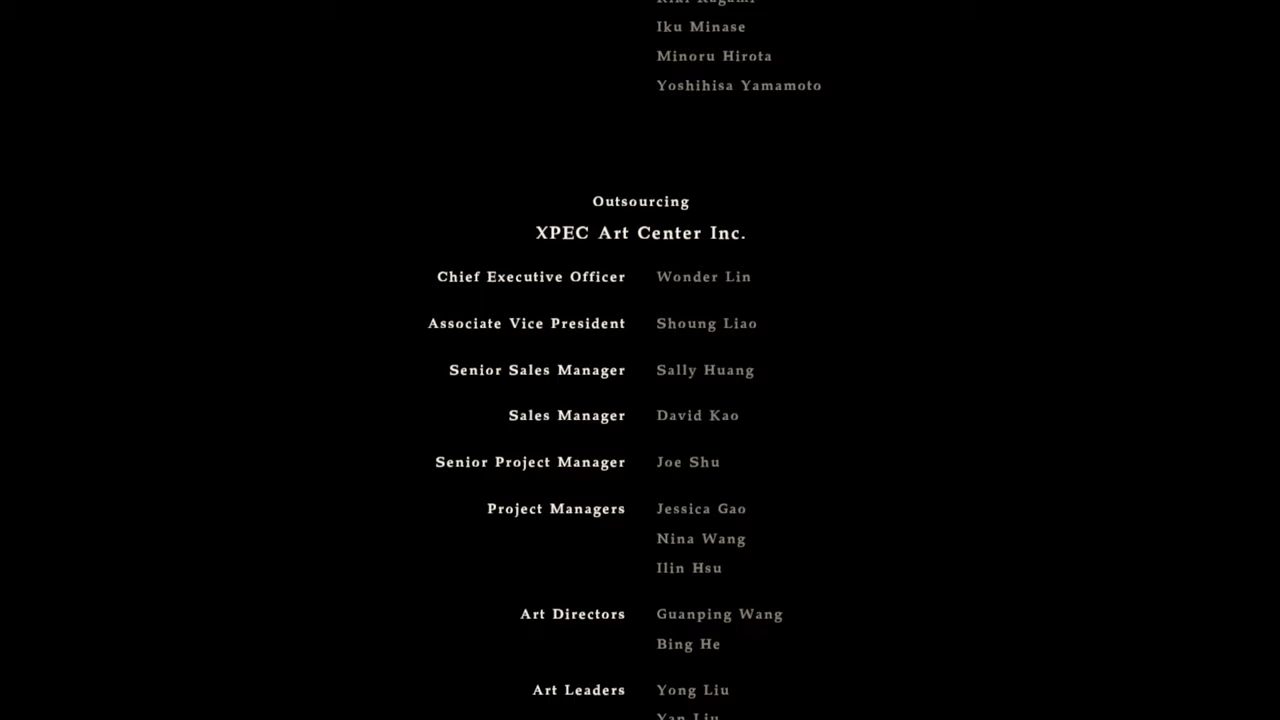 Iku Minase
Minoru Hirota
Yoshihisa Yamamoto
Outsourcing
XPEC Art Center Inc.
Chief Executive Officer Wonder Lin
Associate Vice President Shoung Liao
Senior Sales Manager Sally Huang
Sales Manager David Kao
Senior Project Manager Joe Shu
Project Managers Jessica Gao
Nina Wang
Ilin Hsu
Art Directors Guanping Wang
Bing He
Art Leaders Yong Liu
Yan Liu